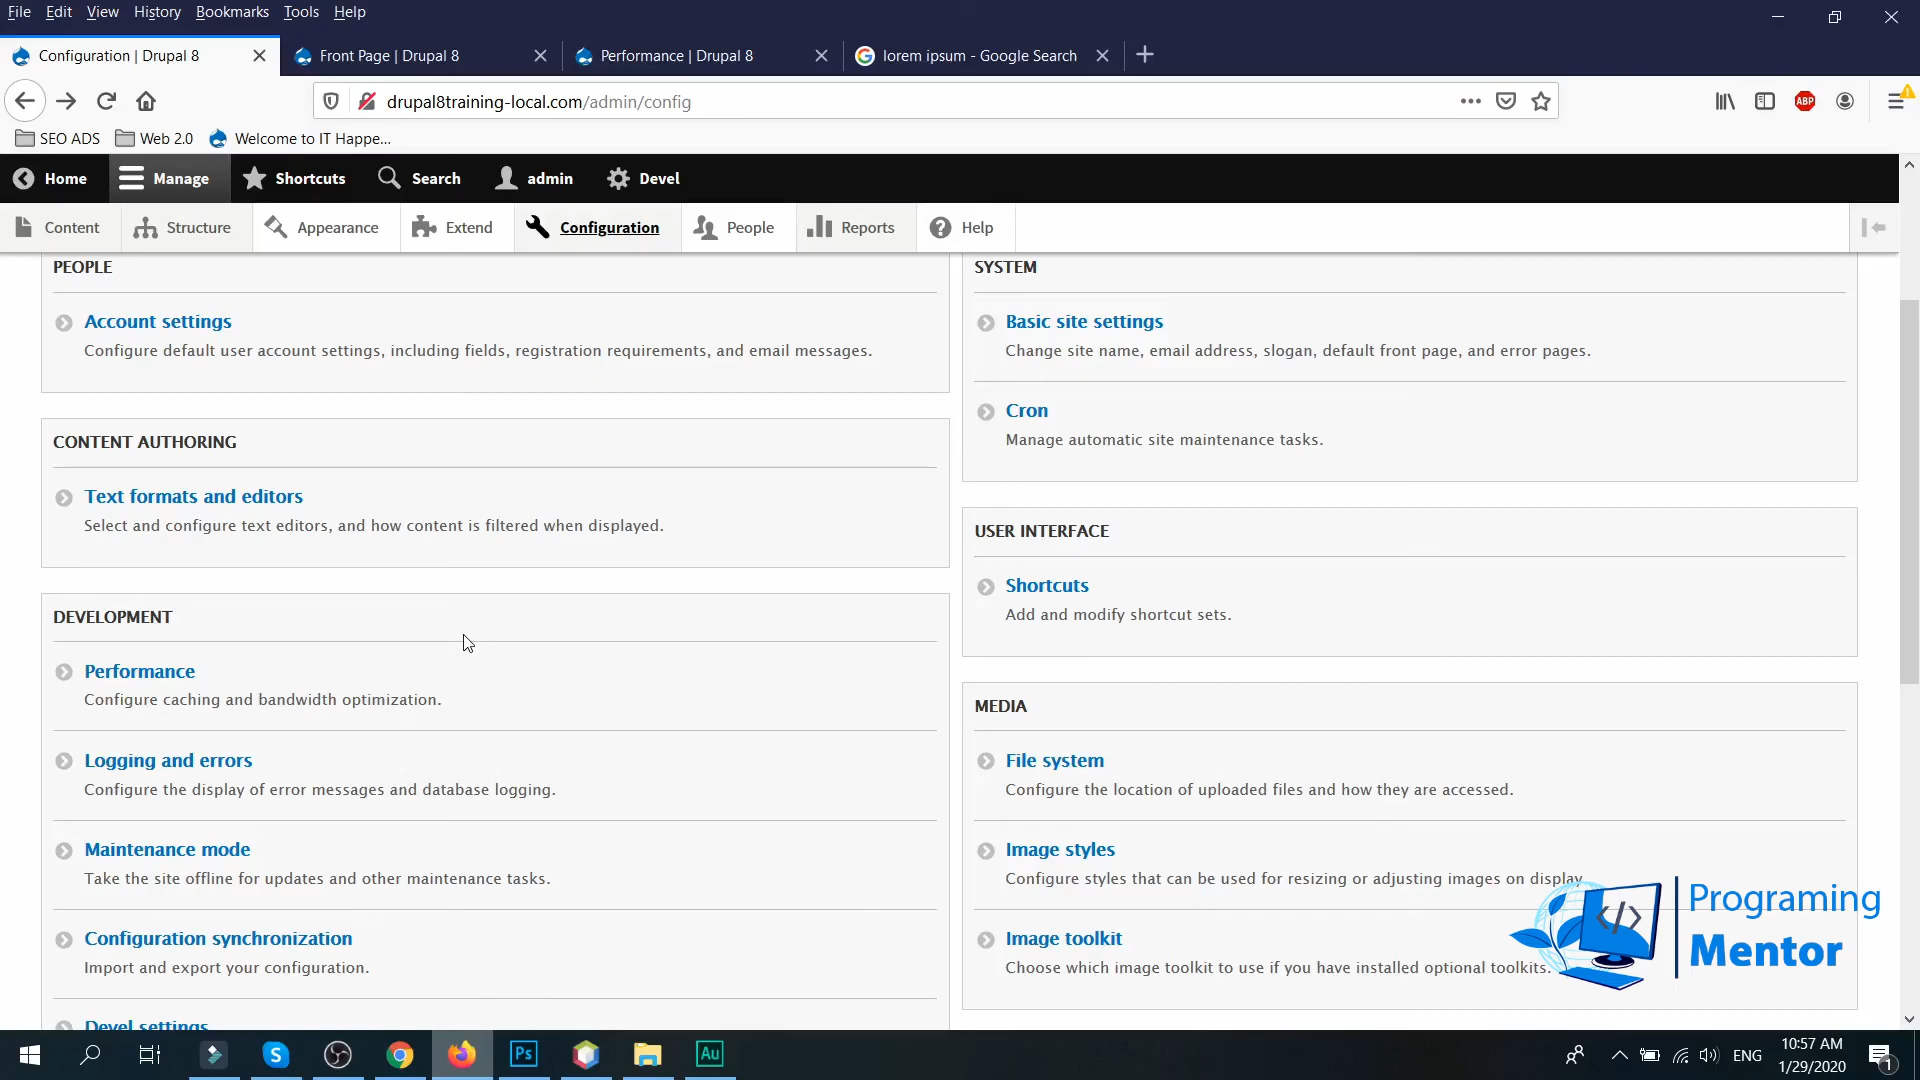 File Edit View History Bookmarks Tools Help
Configuration | Drupal 8
Front Page | Drupal 8
Performance | Drupal 8
lorem ipsum - Google Search
drupal8training-local.com/admin/config
ABP
SEO ADS
Web 2.0
Welcome to IT Happe...
Home
Manage
Shortcuts
Search
admin
Devel
Content
Structure
Appearance
Extend
Configuration
People
Reports
Help
PEOPLE
Account settings
Configure default user account settings, including fields, registration requirements, and email messages.
CONTENT AUTHORING
Text formats and editors
Select and configure text editors, and how content is filtered when displayed.
DEVELOPMENT
Performance
Configure caching and bandwidth optimization.
Logging and errors
Configure the display of error messages and database logging.
Maintenance mode
Take the site offline for updates and other maintenance tasks.
Configuration synchronization
Import and export your configuration.
Devel settings
SYSTEM
Basic site settings
Change site name, email address, slogan, default front page, and error pages.
Cron
Manage automatic site maintenance tasks.
USER INTERFACE
Shortcuts
Add and modify shortcut sets.
MEDIA
File system
Configure the location of uploaded files and how they are accessed.
Image styles
Configure styles that can be used for resizing or adjusting images on display
Image toolkit
Choose which image toolkit to use if you have installed optional toolkits.
</>
Programing
Mentor
Ps
Au
ENG
10:57 AM
1/29/2020
1